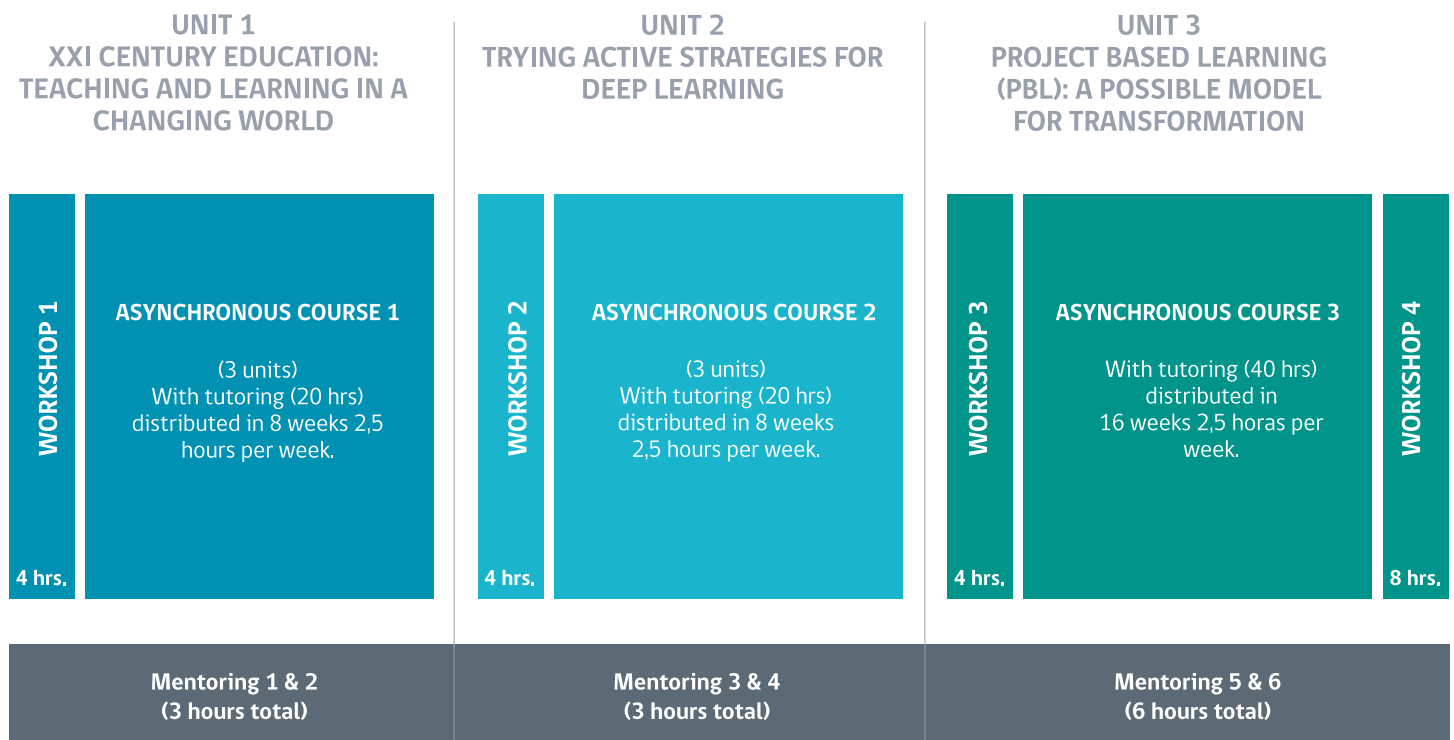 UNIT 1
XXI CENTURY EDUCATION:
TEACHING AND LEARNING IN A
CHANGING WORLD
WORKSHOP 1
4 hrs.
ASYNCHRONOUS COURSE 1
(3 units)
With tutoring (20 hrs)
distributed in 8 weeks 2,5
hours per week.
Mentoring 1 & 2
(3 hours total)
UNIT 2
TRYING ACTIVE STRATEGIES FOR
DEEP LEARNING
WORKSHOP 2
4 hrs.
ASYNCHRONOUS COURSE 2
(3 units)
With tutoring (20 hrs)
distributed in 8 weeks
2,5 hours per week.
Mentoring 3 & 4
(3 hours total)
UNIT 3
PROJECT BASED LEARNING
(PBL): A POSSIBLE MODEL
FOR TRANSFORMATION
WORKSHOP 3
4 hrs.
ASYNCHRONOUS COURSE 3
With tutoring (40 hrs)
distributed in
16 weeks 2,5 horas per
week.
WORKSHOP 4
8 hrs.
Mentoring 5 & 6
(6 hours total)